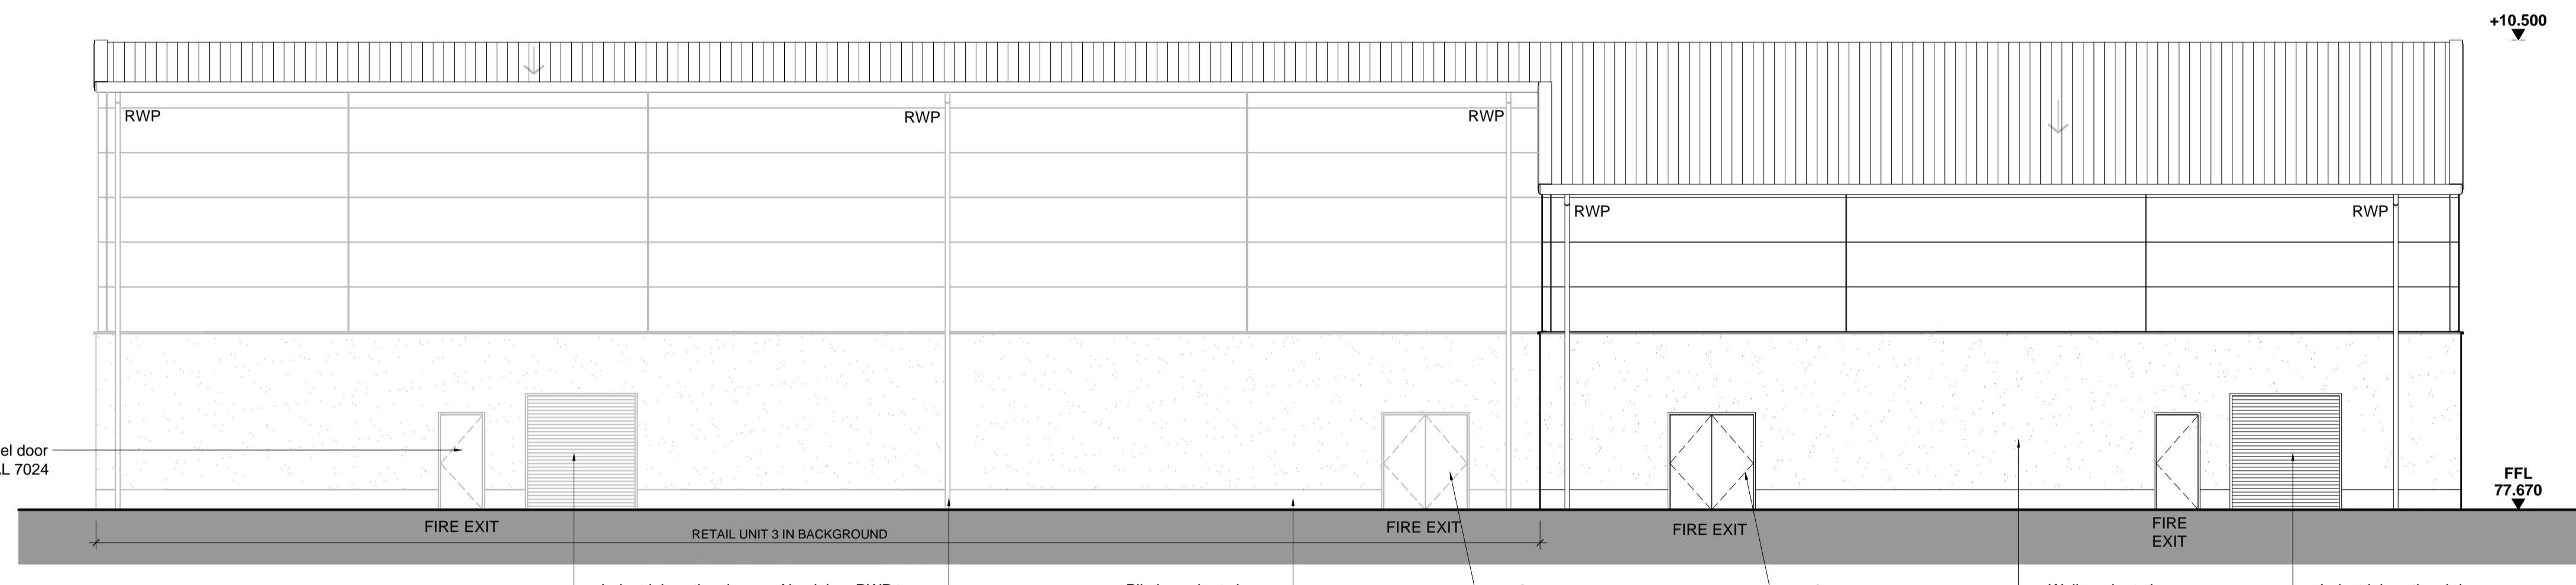 +10.500
RWP
RWP
RWP
RWP
RWP
el door
L 7024
FFL
77.670
FIRE EXIT
RETAIL UNIT 3 IN BACKGROUND
FIRE EXIT
FIRE EXIT
FIRE
EXIT